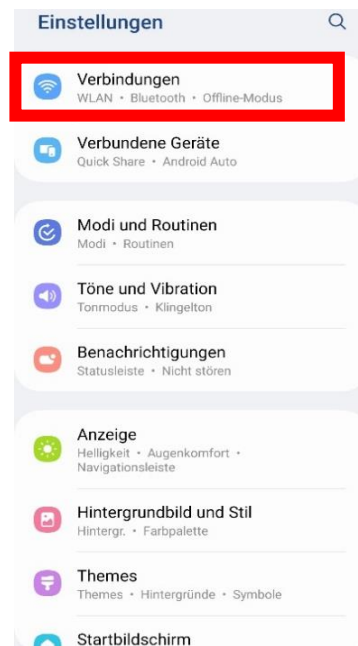 Einstellungen
Verbindungen
WLAN • Bluetooth • Offline-Modus
Verbundene Geräte
Quick Share • Android Auto
Modi und Routinen
Modi • Routinen
Töne und Vibration
Tonmodus • Klingelton
Benachrichtigungen
Statusleiste • Nicht stören
Anzeige
Helligkeit • Augenkomfort •
Navigationsleiste
Hintergrundbild und Stil
Hintergr. • Farbpalette
Themes
Themes • Hintergründe • Symbole
Startbildschirm